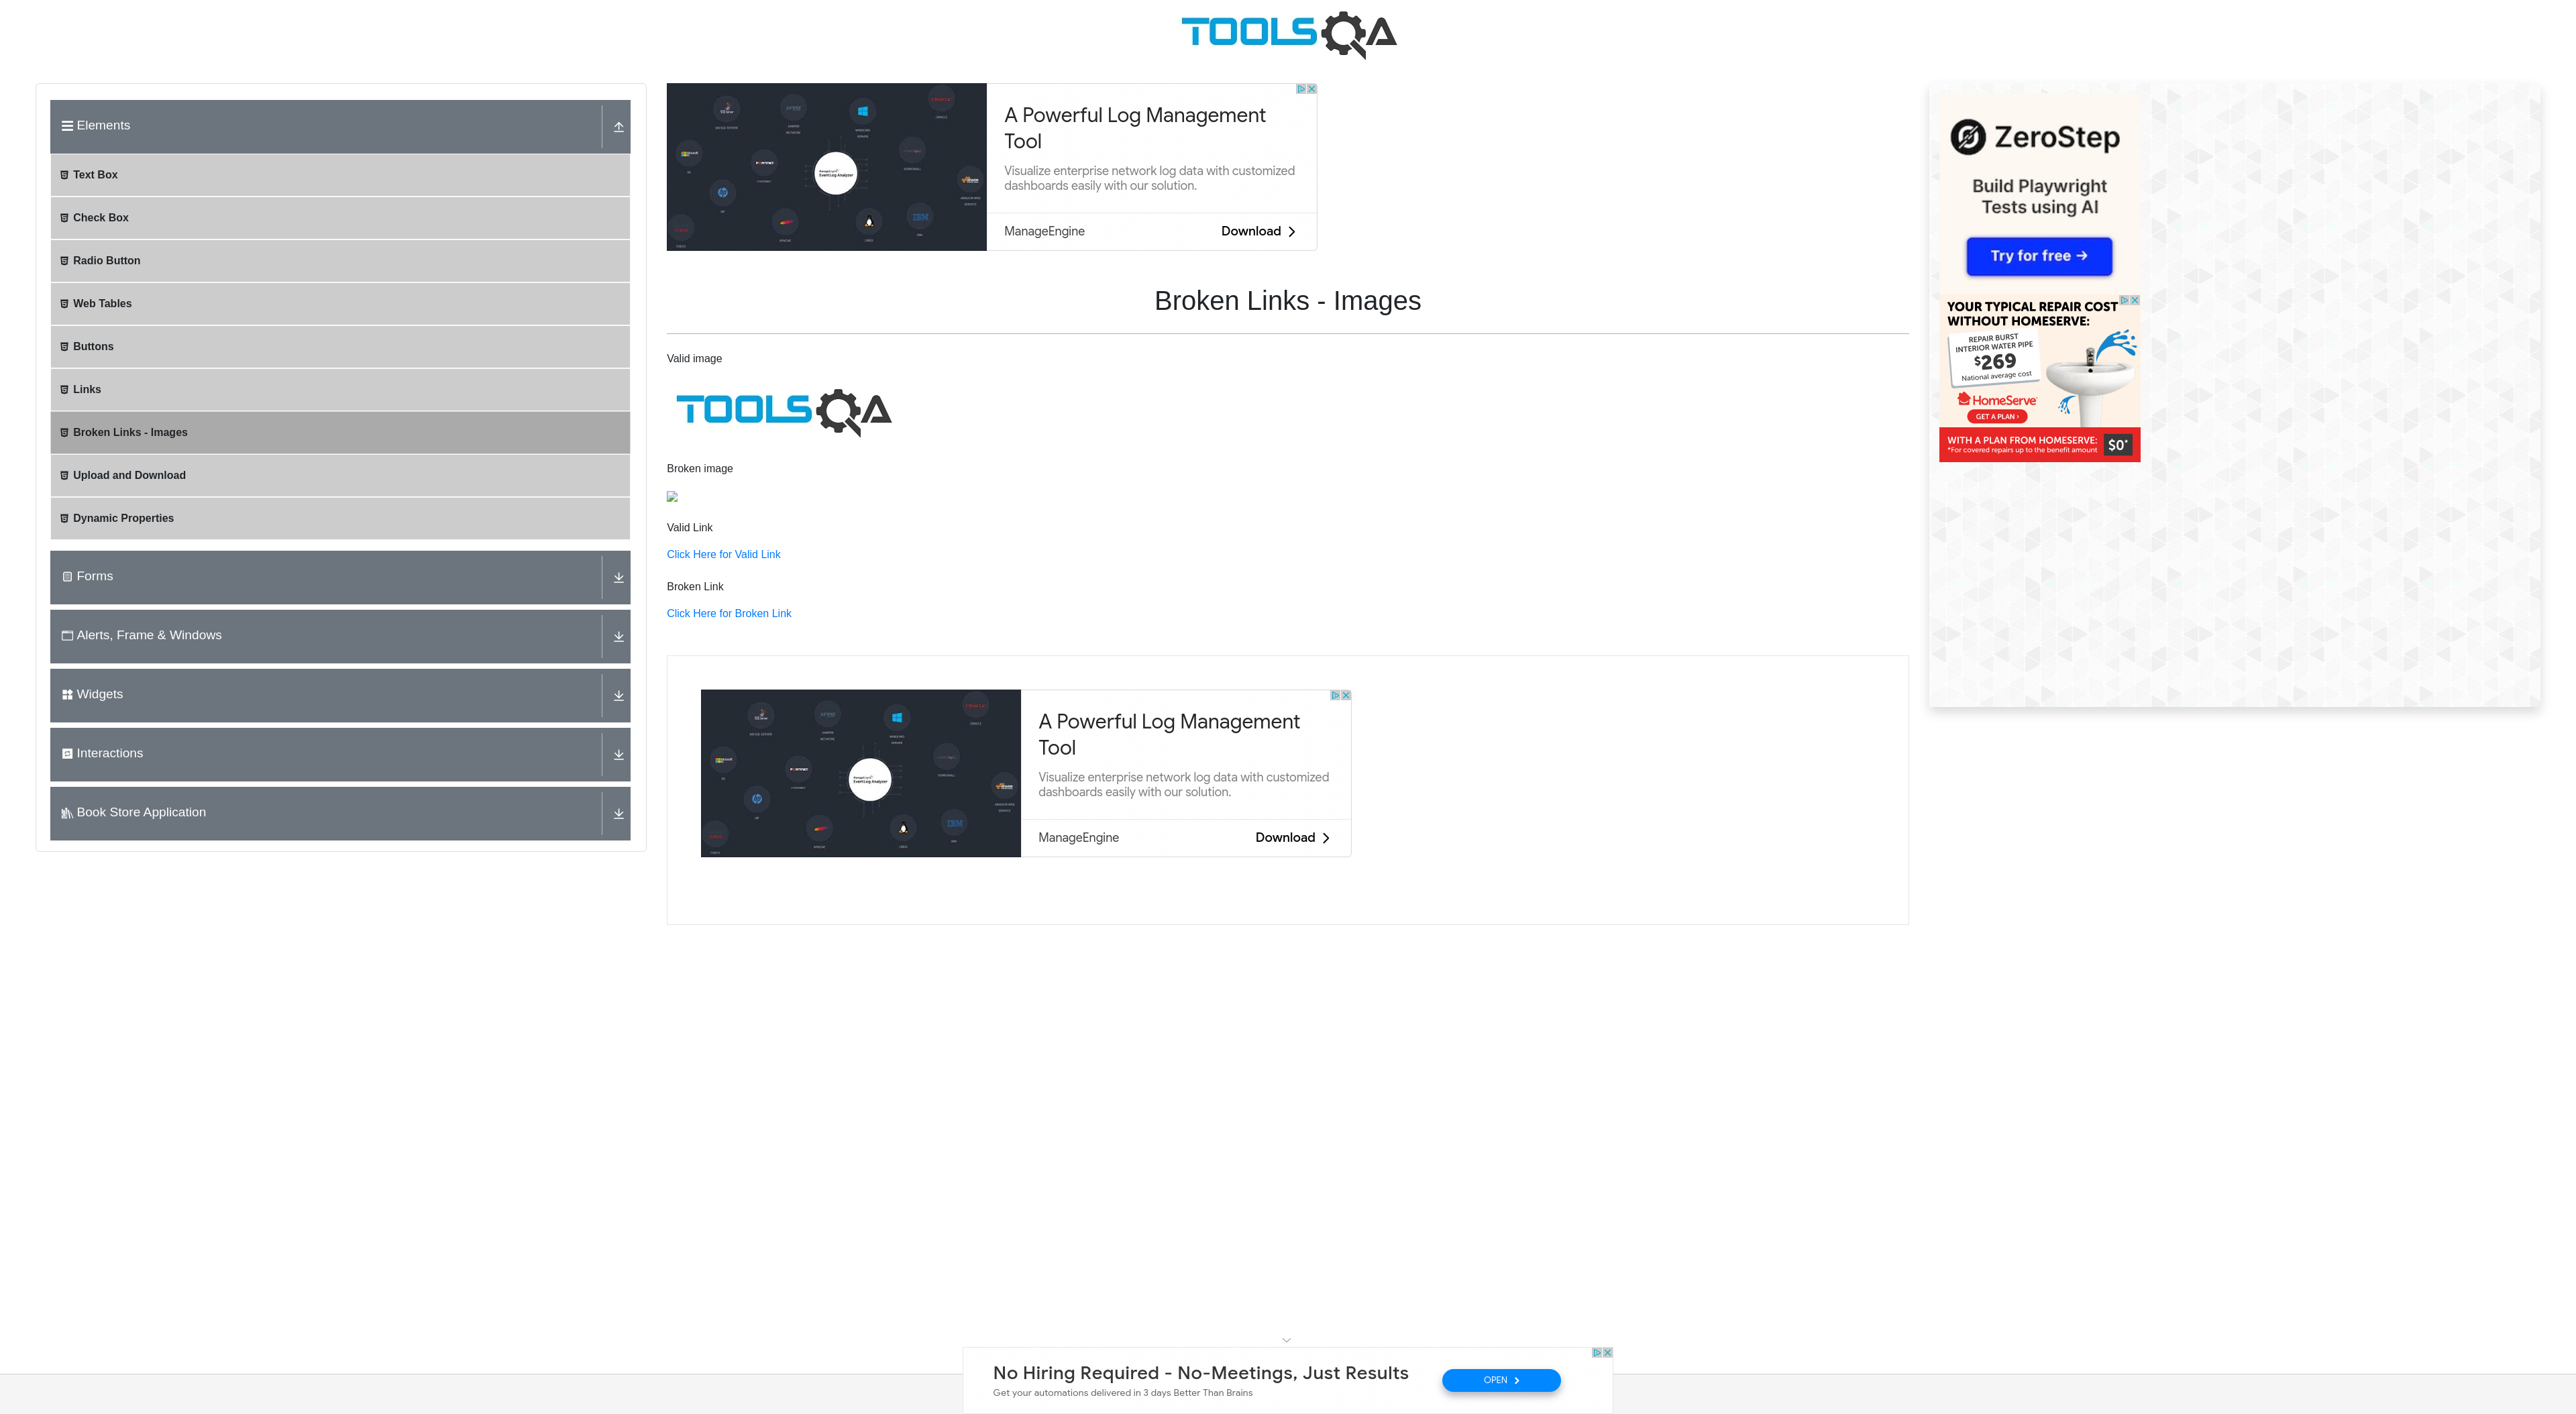 TOOLSQA
Elements
Text Box
Check Box
Radio Button
Web Tables
Buttons
Links
Broken Links - Images
Upload and Download
Dynamic Properties
Forms
Alerts, Frame & Windows
Widgets
Interactions
Book Store Application
A Powerful Log Management
Tool
Visualize enterprise network log data with customized
dashboards easily with our solution.
ManageEngine
Download
EventLog Analyzer
IBM
Broken Links - Images
Valid image
TOOLSQA
Broken image
Valid Link
Click Here for Valid Link
Broken Link
Click Here for Broken Link
A Powerful Log Management
Tool
Visualize enterprise network log data with customized
dashboards easily with our solution.
ManageEngine
Download
EventLog Analyzer
IBM
ZeroStep
Build Playwright
Tests using AI
Try for free →
YOUR TYPICAL REPAIR COST
WITHOUT HOMESERVE:
REPAIR BURST
INTERIOR WATER PIPE
$269
National average cost
HomeServe
GET A PLAN ›
WITH A PLAN FROM HOMESERVE:
*For covered repairs up to the benefit amount
$0*
No Hiring Required - No-Meetings, Just Results
Get your automations delivered in 3 days Better Than Brains
OPEN